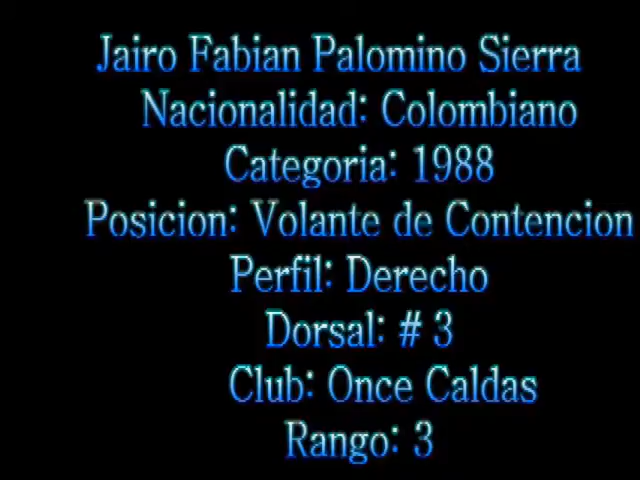 Jairo Fabian Palomino Sierra
Nacionalidad: Colombiano
Categoria: 1988
Posicion: Volante de Contencion
Perfil: Derecho
Dorsal: # 3
Club: Once Caldas
Rango: 3